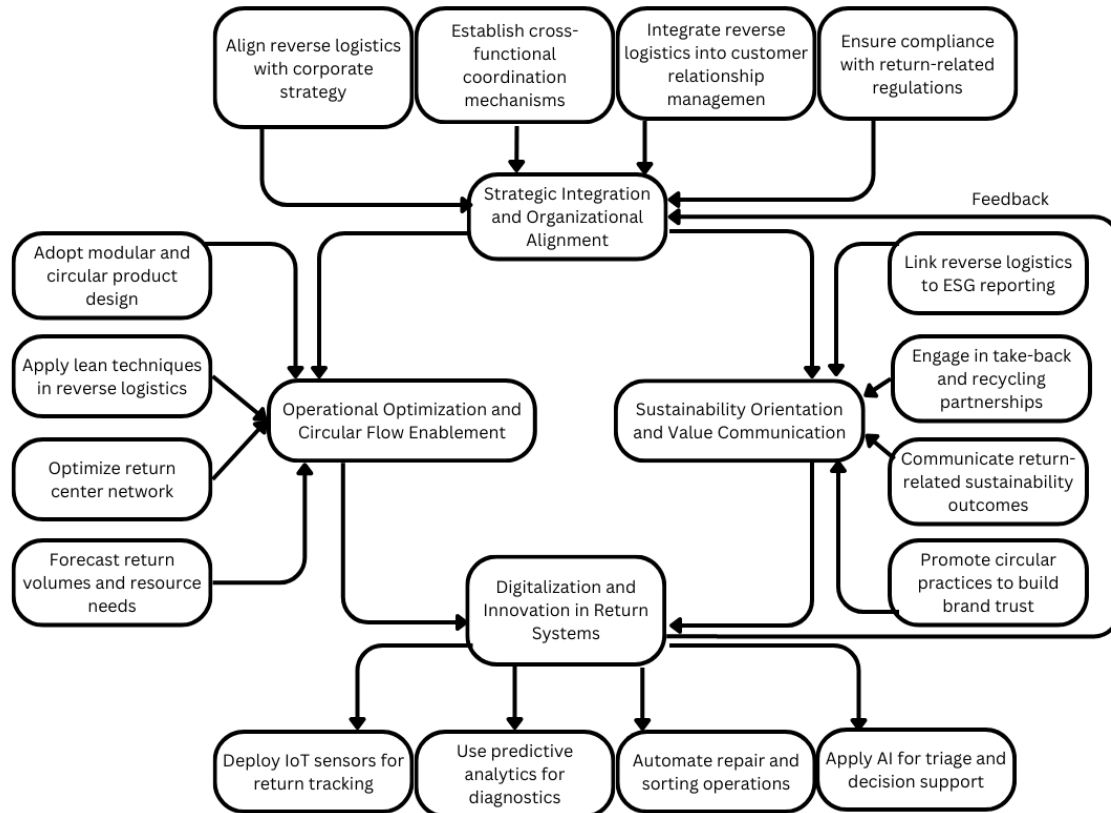 Align reverse logistics
with corporate
strategy
Establish cross-
functional
coordination
mechanisms
Integrate reverse
logistics into customer
relationship
managemen
Ensure compliance
with return-related
regulations
Strategic Integration
and Organizational
Alignment
Feedback
Adopt modular and
circular product
design
Apply lean techniques
in reverse logistics
Optimize return
center network
Forecast return
volumes and resource
needs
Operational Optimization and
Circular Flow Enablement
Sustainability Orientation
and Value Communication
Link reverse logistics
to ESG reporting
Engage in take-back
and recycling
partnerships
Communicate return-
related sustainability
outcomes
Promote circular
practices to build
brand trust
Digitalization and
Innovation in Return
Systems
Deploy IoT sensors for
return tracking
Use predictive
analytics for
diagnostics
Automate repair and
sorting operations
Apply AI for triage and
decision support